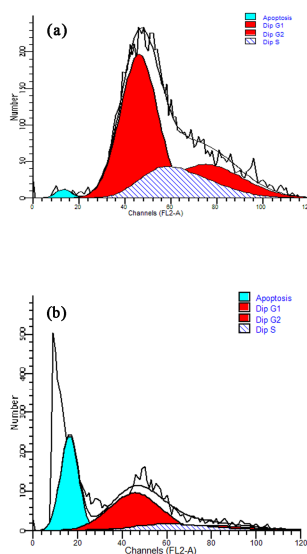 (a)
Apoptosis
Dip G1
Dip G2
Dip S
Number
200
150
100
50
0
0 20 40 60 80 100 120
Channels (FL2-A)
(b)
Apoptosis
Dip G1
Dip G2
Dip S
Number
500
400
300
200
100
0
0 20 40 60 80 100 120
Channels (FL2-A)